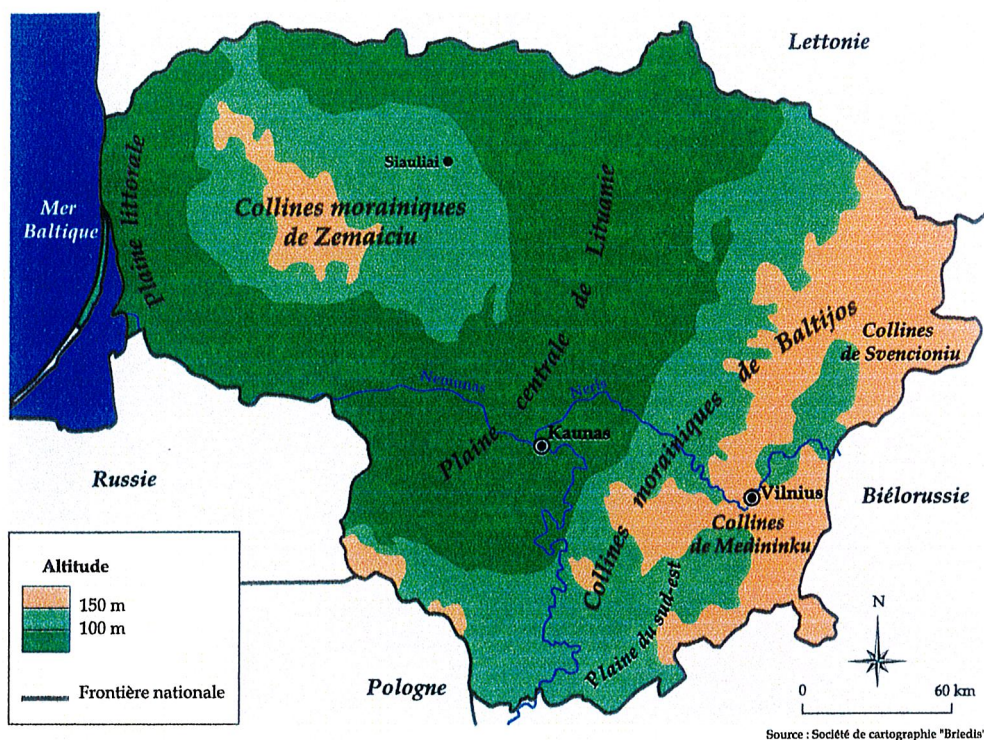 Lettonie
Siauliai
Mer
Baltique
Plaine littorale
Collines morainiques
de Zemaiciu
Plaine centrale de Lituanie
Collines morainiques de Baltijos
Collines
de Svencioniu
Nemunas
Neris
Kaunas
Russie
Vilnius
Biélorussie
Collines
de Medininku
Plaine du sud-est
Pologne
Altitude
150 m
100 m
Frontière nationale
N
0 60 km
Source : Société de cartographie "Briedis"